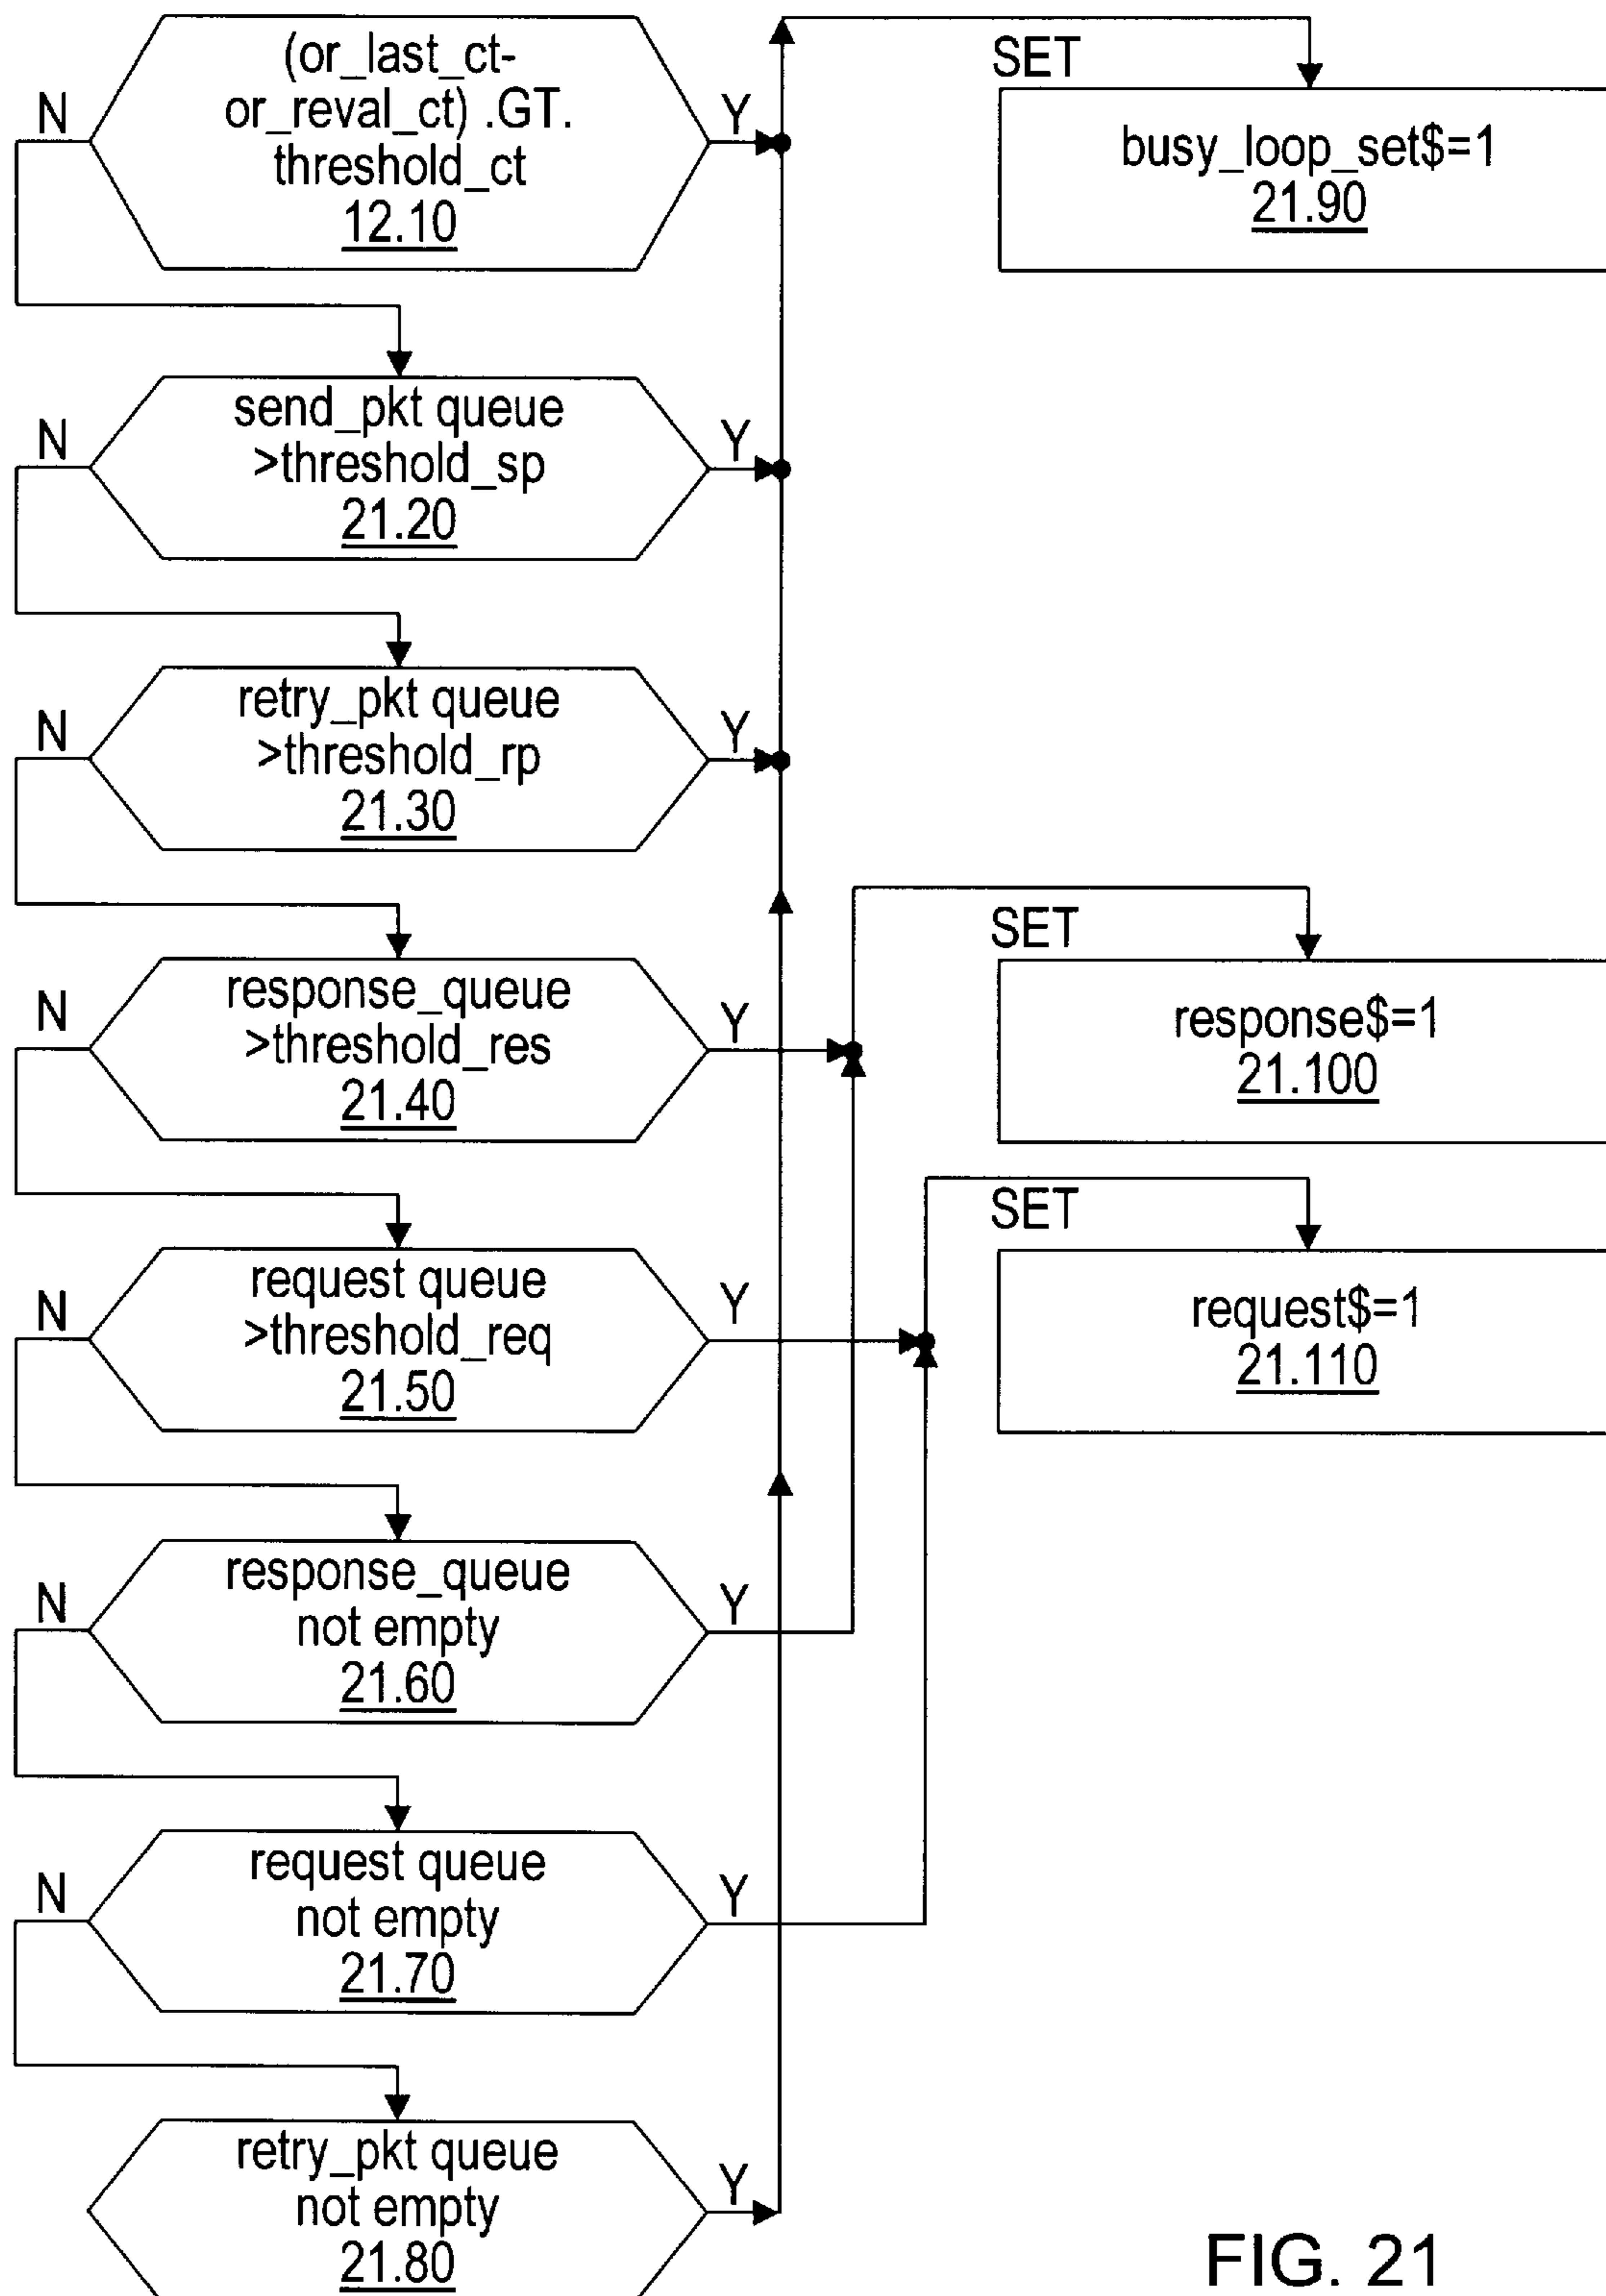 (or_last_ct-
or_reval_ct) .GT.
threshold_ct
12.10
N
Y
SET
busy_loop_set$=1
21.90
send_pkt queue
>threshold_sp
21.20
N
Y
retry_pkt queue
>threshold_rp
21.30
N
Y
response_queue
>threshold_res
21.40
N
Y
SET
response$=1
21.100
request queue
>threshold_req
21.50
N
Y
SET
request$=1
21.110
response_queue
not empty
21.60
N
Y
request queue
not empty
21.70
N
Y
retry_pkt queue
not empty
21.80
Y
FIG. 21